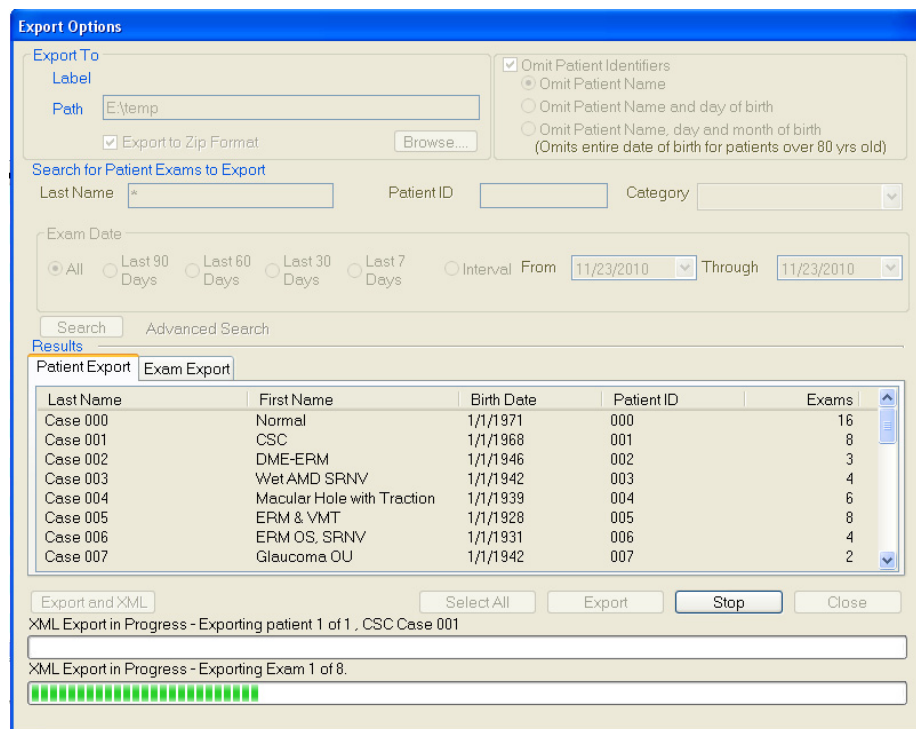 Export Options
Export To
Label
Path E:\temp
Export to Zip Format Browse....
Omit Patient Identifiers
Omit Patient Name
Omit Patient Name and day of birth
Omit Patient Name, day and month of birth
(Omits entire date of birth for patients over 80 yrs old)
Search for Patient Exams to Export
Last Name * Patient ID Category
Exam Date
All Last 90 Days Last 60 Days Last 30 Days Last 7 Days Interval From 11/23/2010 Through 11/23/2010
Search Advanced Search
Results
Patient Export Exam Export
Last Name First Name Birth Date Patient ID Exams
Case 000 Normal 1/1/1971 000 16
Case 001 CSC 1/1/1968 001 8
Case 002 DME-ERM 1/1/1946 002 3
Case 003 Wet AMD SRNV 1/1/1942 003 4
Case 004 Macular Hole with Traction 1/1/1939 004 6
Case 005 ERM & VMT 1/1/1928 005 8
Case 006 ERM OS, SRNV 1/1/1931 006 4
Case 007 Glaucoma OU 1/1/1942 007 2
Export and XML Select All Export Stop Close
XML Export in Progress - Exporting patient 1 of 1 , CSC Case 001
XML Export in Progress - Exporting Exam 1 of 8.